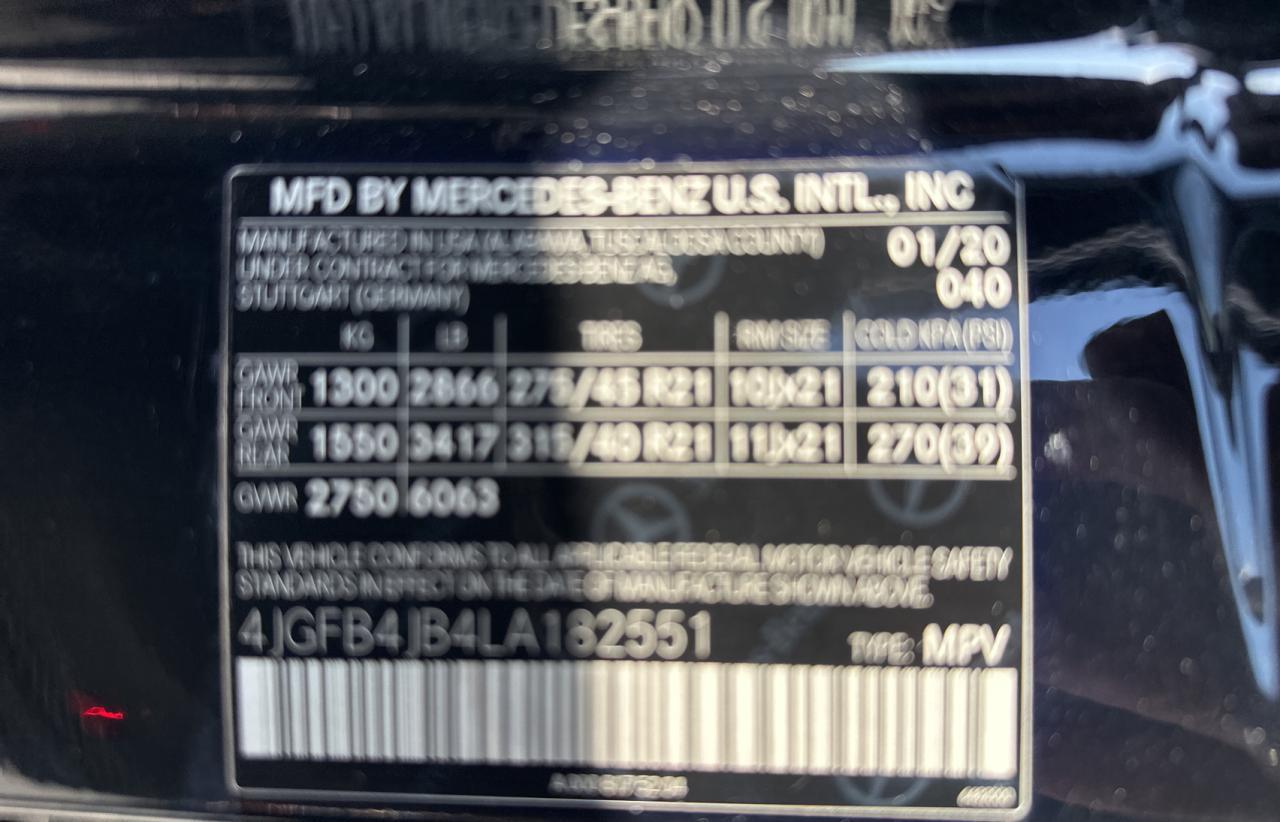 MFD BY MERCEDES-BENZ U.S. INTL., INC
MANUFACTURED IN USA (ALABAMA, TUSCALOOSA COUNTY) 01/20
UNDER CONTRACT FOR MERCEDES-BENZ AG, 040
STUTTGART (GERMANY)
KG LB TIRES RIM SIZE COLD KPA (PSI)
GAWR FRONT 1300 2866 275/45 R21 10Jx21 210(31)
GAWR REAR 1550 3417 315/40 R21 11Jx21 270(39)
GVWR 2750 6063
THIS VEHICLE CONFORMS TO ALL APPLICABLE FEDERAL MOTOR VEHICLE SAFETY
STANDARDS IN EFFECT ON THE DATE OF MANUFACTURE SHOWN ABOVE.
4JGFB4JB4LA182551 TYPE: MPV